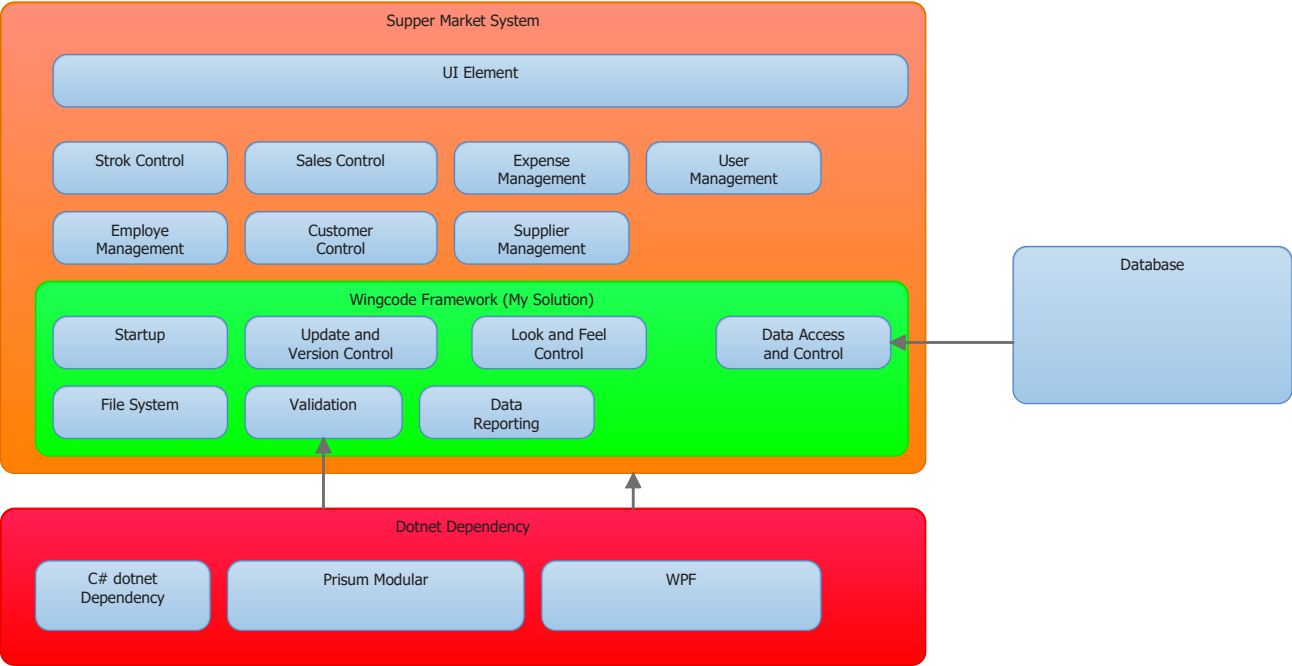 Supper Market System
UI Element
Strok Control
Sales Control
Expense
Management
User
Management
Employe
Management
Customer
Control
Supplier
Management
Database
Wingcode Framework (My Solution)
Startup
Update and
Version Control
Look and Feel
Control
Data Access
and Control
File System
Validation
Data
Reporting
Dotnet Dependency
C# dotnet
Dependency
Prisum Modular
WPF